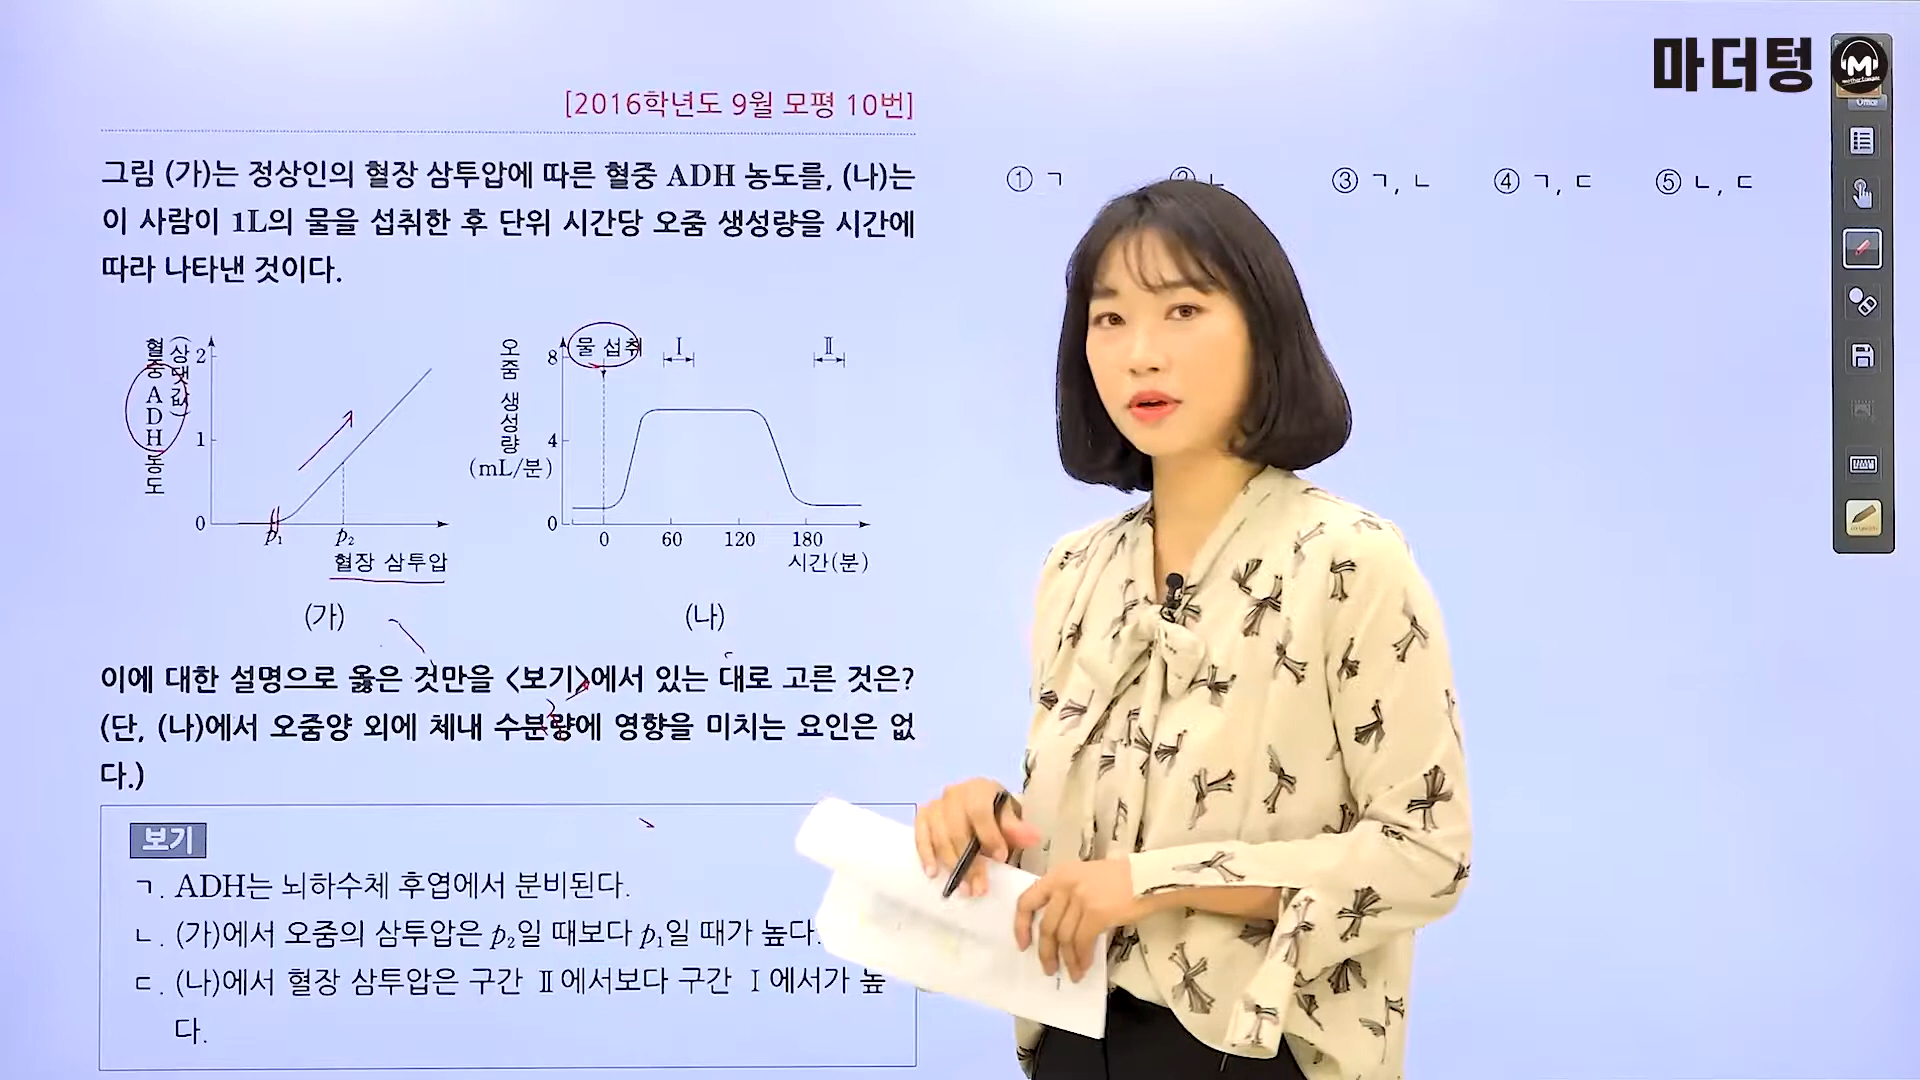 마더텅
[2016학년도 9월 모평 10번]
그림 (가)는 정상인의 혈장 삼투압에 따른 혈중 ADH 농도를, (나)는
이 사람이 1L의 물을 섭취한 후 단위 시간당 오줌 생성량을 시간에
따라 나타낸 것이다.
혈중 ADH 농도
(상댓값)
2
1
0
p₁
p₂
혈장 삼투압
(가)
오줌 생성량
(mL/분)
8
4
0
물 섭취
Ⅰ
Ⅱ
0
60
120
180
시간(분)
(나)
이에 대한 설명으로 옳은 것만을 <보기>에서 있는 대로 고른 것은?
(단, (나)에서 오줌양 외에 체내 수분량에 영향을 미치는 요인은 없
다.)
보기
ㄱ. ADH는 뇌하수체 후엽에서 분비된다.
ㄴ. (가)에서 오줌의 삼투압은 p₂일 때보다 p₁일 때가 높다.
ㄷ. (나)에서 혈장 삼투압은 구간 Ⅱ에서보다 구간 Ⅰ에서가 높
다.
① ㄱ ② ㄴ ③ ㄱ, ㄴ ④ ㄱ, ㄷ ⑤ ㄴ, ㄷ